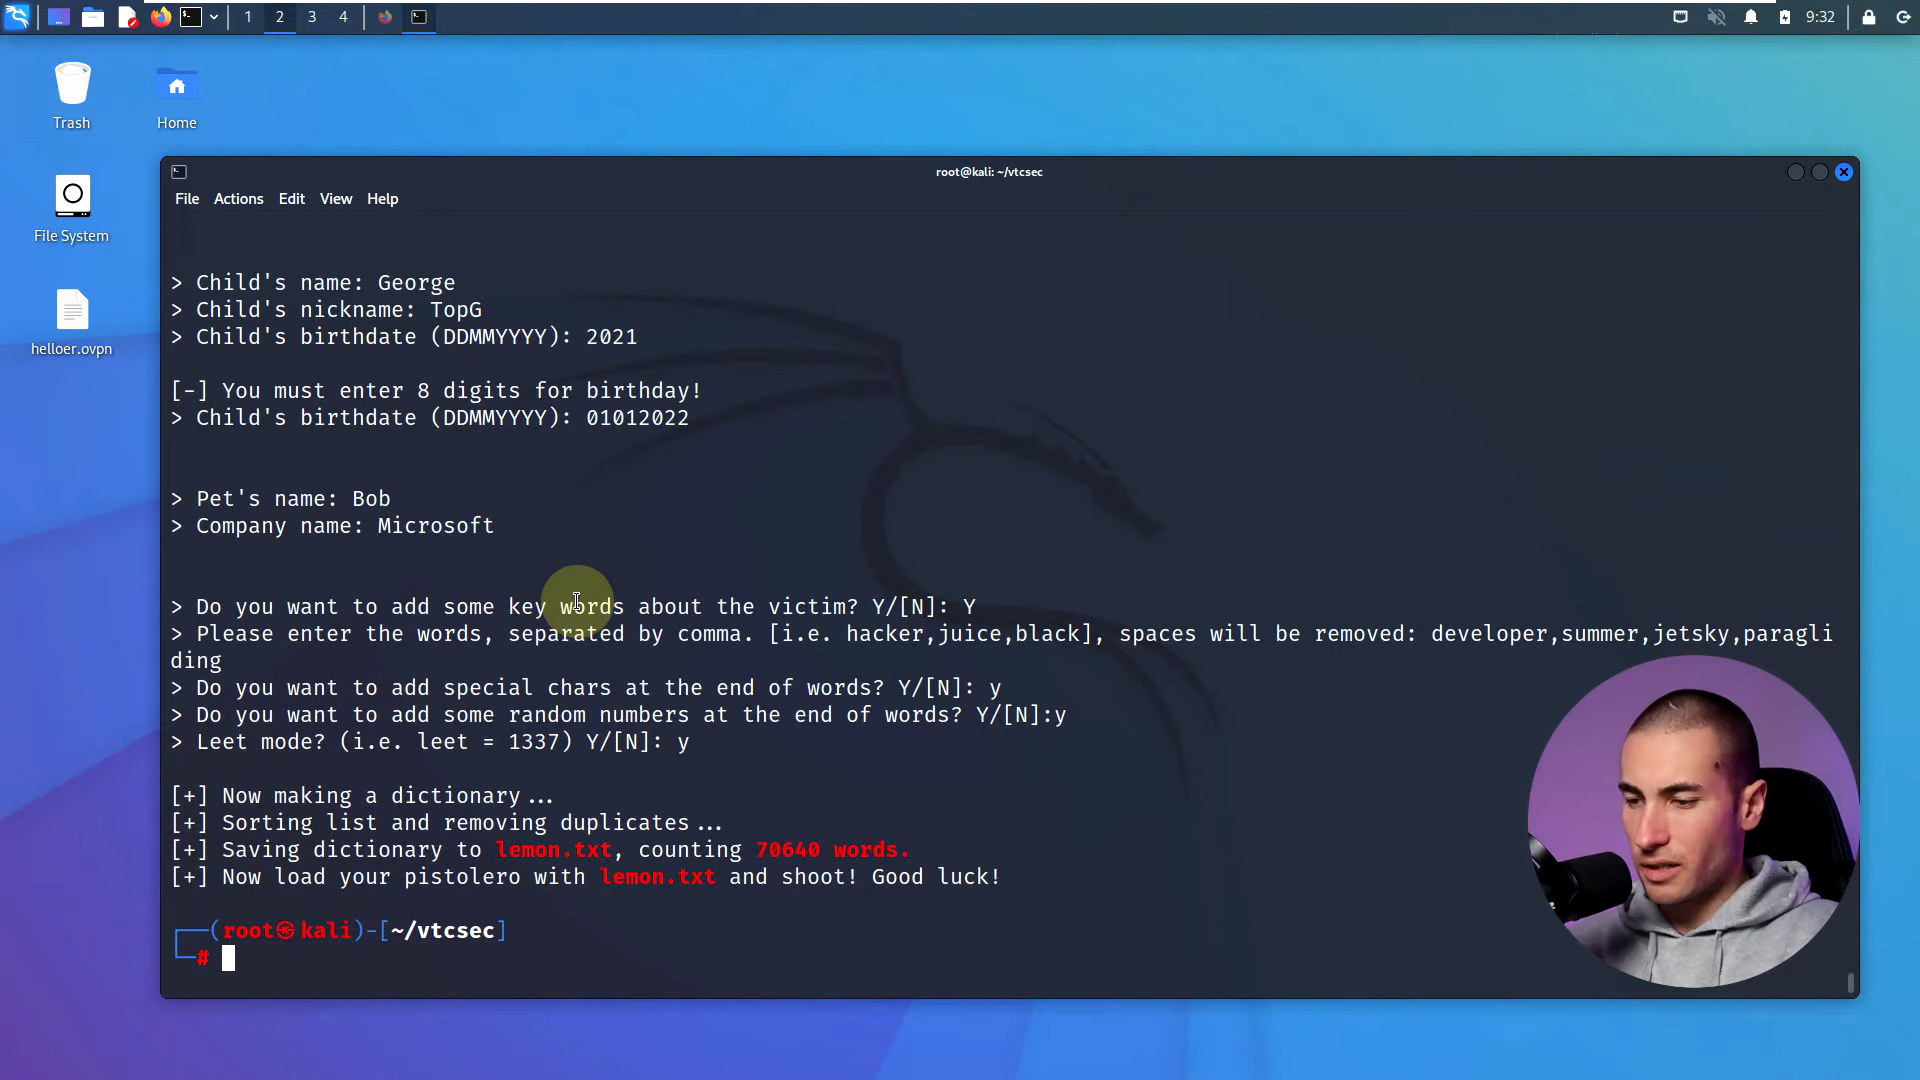 1 2 3 4
9:32
Trash
Home
File System
helloer.ovpn
root@kali: ~/vtcsec
File Actions Edit View Help
> Child's name: George
> Child's nickname: TopG
> Child's birthdate (DDMMYYYY): 2021
[-] You must enter 8 digits for birthday!
> Child's birthdate (DDMMYYYY): 01012022
> Pet's name: Bob
> Company name: Microsoft
> Do you want to add some key words about the victim? Y/[N]: Y
> Please enter the words, separated by comma. [i.e. hacker,juice,black], spaces will be removed: developer,summer,jetsky,paragli
ding
> Do you want to add special chars at the end of words? Y/[N]: y
> Do you want to add some random numbers at the end of words? Y/[N]:y
> Leet mode? (i.e. leet = 1337) Y/[N]: y
[+] Now making a dictionary...
[+] Sorting list and removing duplicates...
[+] Saving dictionary to lemon.txt, counting 70640 words.
[+] Now load your pistolero with lemon.txt and shoot! Good luck!
┌──(root㉿kali)-[~/vtcsec]
└─#